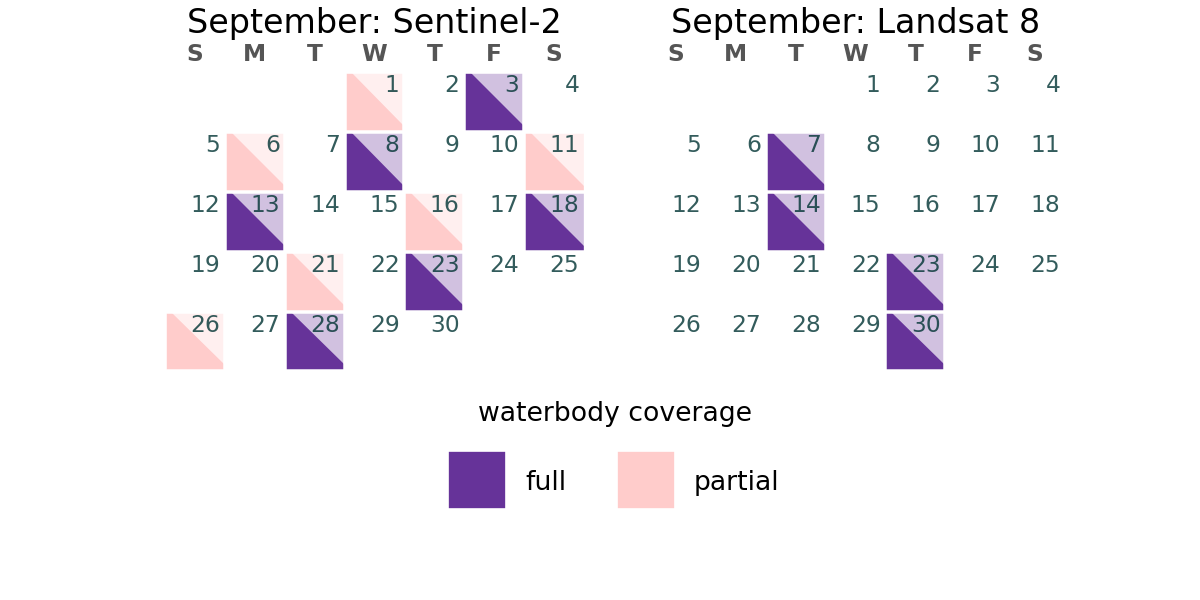 September: Sentinel-2
S M T W T F S
1 2 3 4
5 6 7 8 9 10 11
12 13 14 15 16 17 18
19 20 21 22 23 24 25
26 27 28 29 30
September: Landsat 8
S M T W T F S
1 2 3 4
5 6 7 8 9 10 11
12 13 14 15 16 17 18
19 20 21 22 23 24 25
26 27 28 29 30
waterbody coverage
full partial